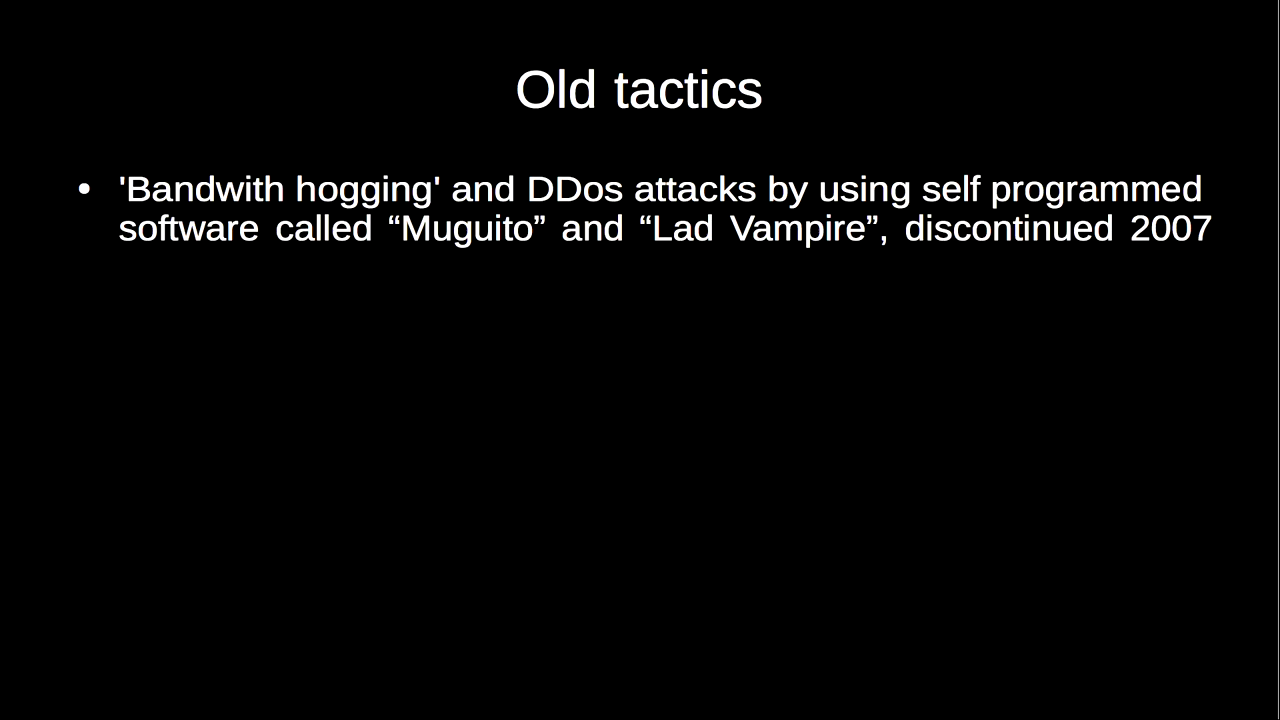 Old tactics
• 'Bandwith hogging' and DDos attacks by using self programmed
software called “Muguito” and “Lad Vampire”, discontinued 2007